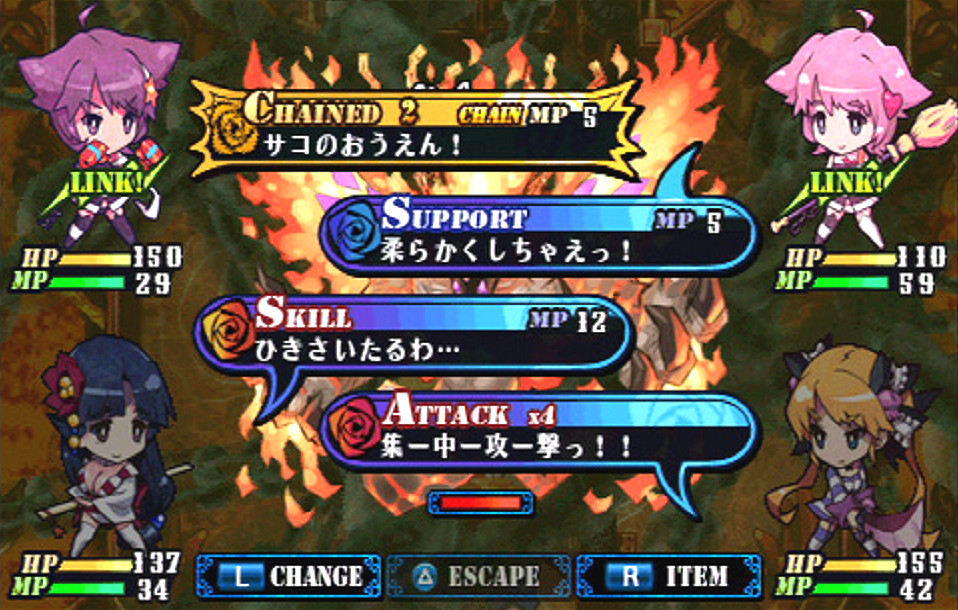 CHAINED 2 CHAIN MP 5
サコのおうえん!
LINK!
LINK!
SUPPORT MP 5
柔らかくしちゃえっ!
HP 150
MP 29
HP 110
MP 59
SKILL MP 12
ひきさいたるわ…
ATTACK x4
集ー中ー攻ー撃っ!!
HP 137
MP 34
L CHANGE
△ ESCAPE
R ITEM
HP 155
MP 42